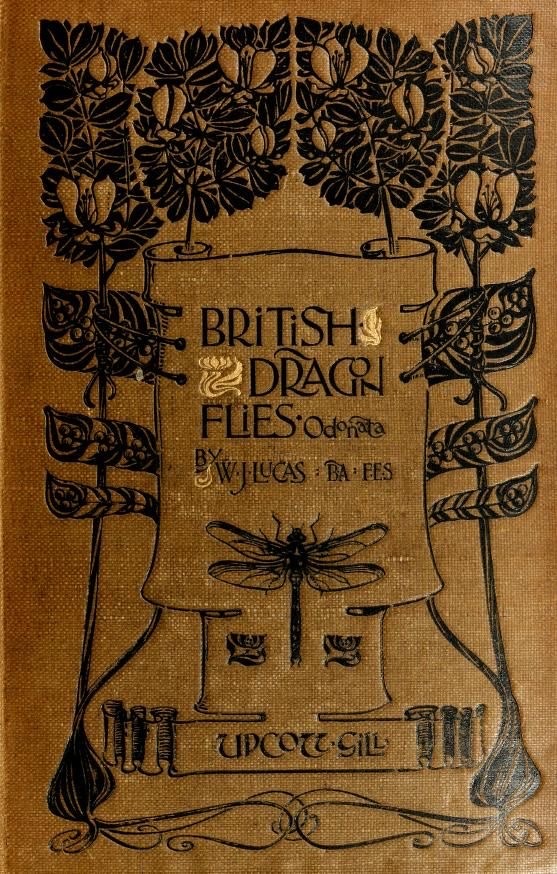 BRiTiSH
DRAGON
FLiES · Odonata
BY W · J · LUCAS : BA · FES
UPCOTT · GILL